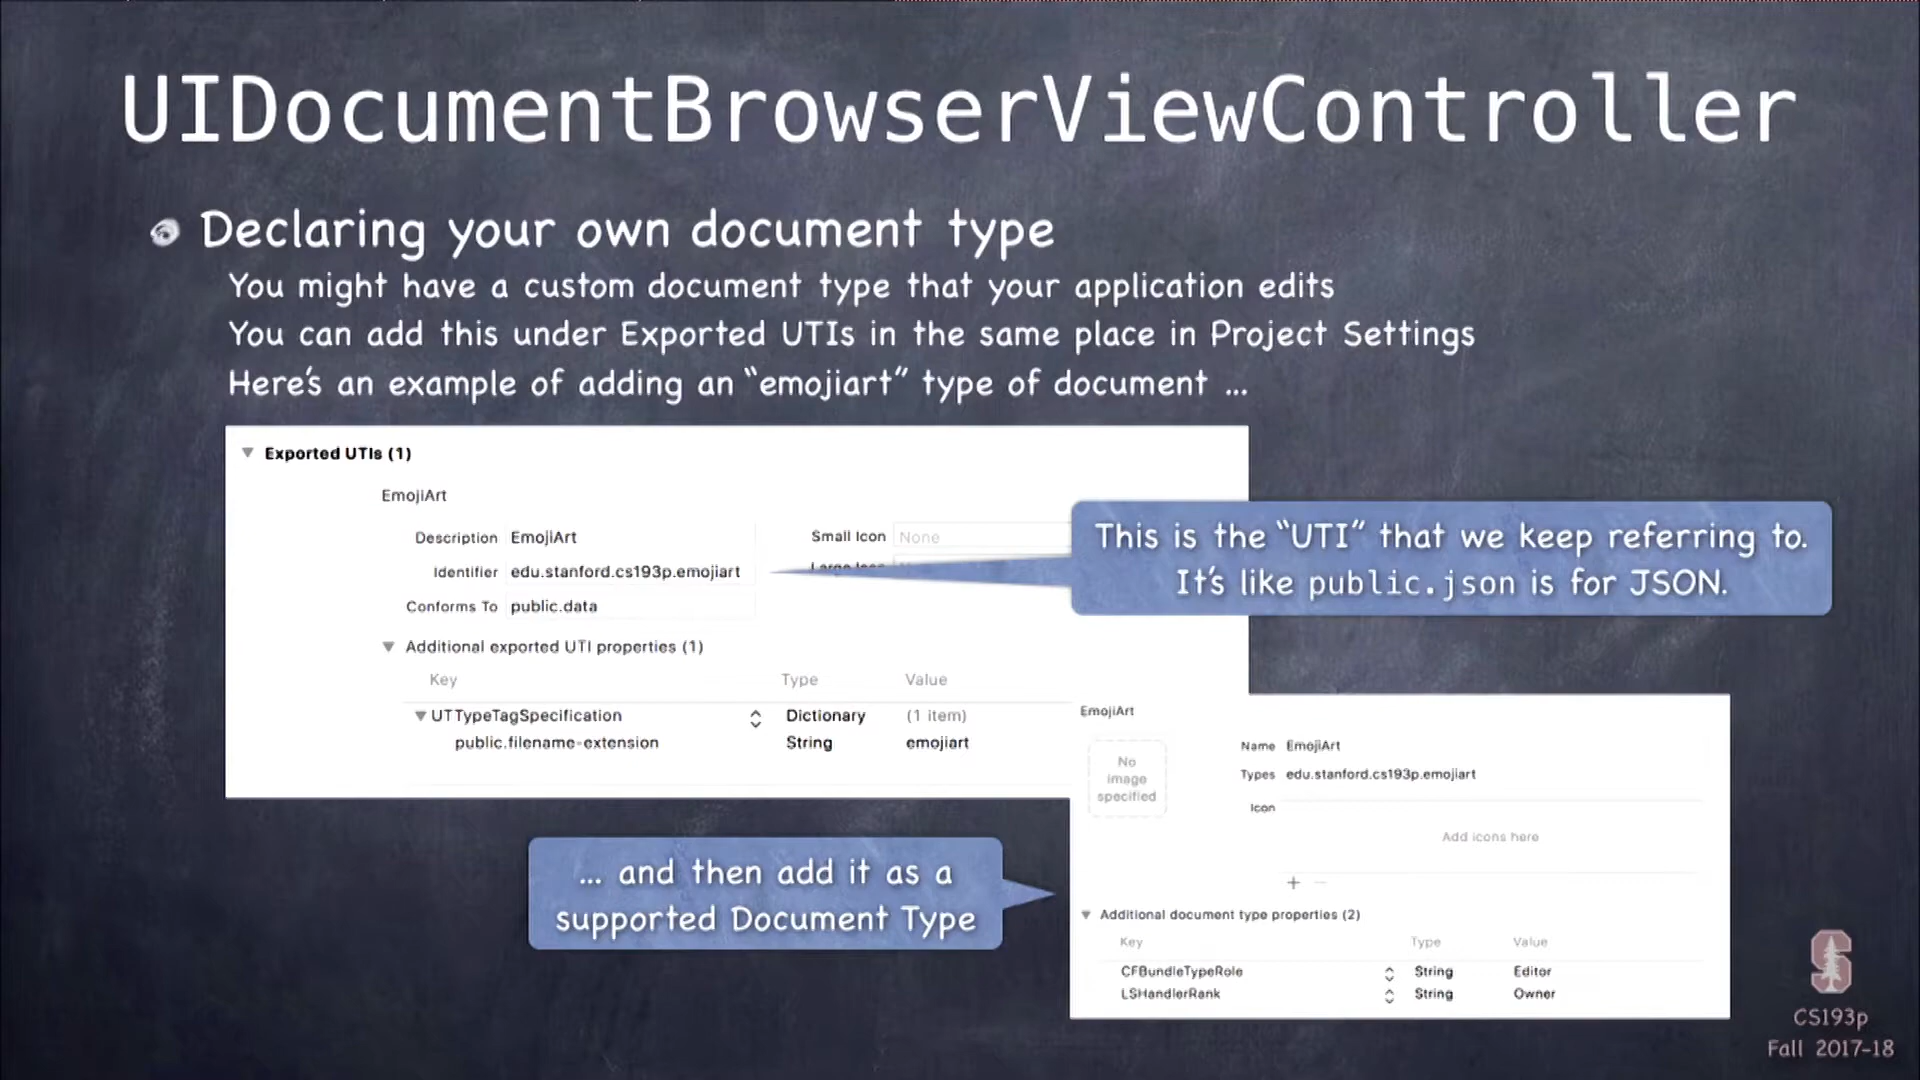 UIDocumentBrowserViewController
Declaring your own document type
You might have a custom document type that your application edits
You can add this under Exported UTIs in the same place in Project Settings
Here's an example of adding an “emojiart” type of document ...
Exported UTIs (1)
EmojiArt
Description EmojiArt
Small Icon None
Identifier edu.stanford.cs193p.emojiart
Conforms To public.data
This is the “UTI” that we keep referring to.
It's like public.json is for JSON.
Additional exported UTI properties (1)
Key Type Value
UTTypeTagSpecification Dictionary (1 item)
public.filename-extension String emojiart
EmojiArt
No
image
specified
Name EmojiArt
Types edu.stanford.cs193p.emojiart
Icon
Add icons here
... and then add it as a
supported Document Type
Additional document type properties (2)
Key Type Value
CFBundleTypeRole String Editor
LSHandlerRank String Owner
CS193p
Fall 2017-18